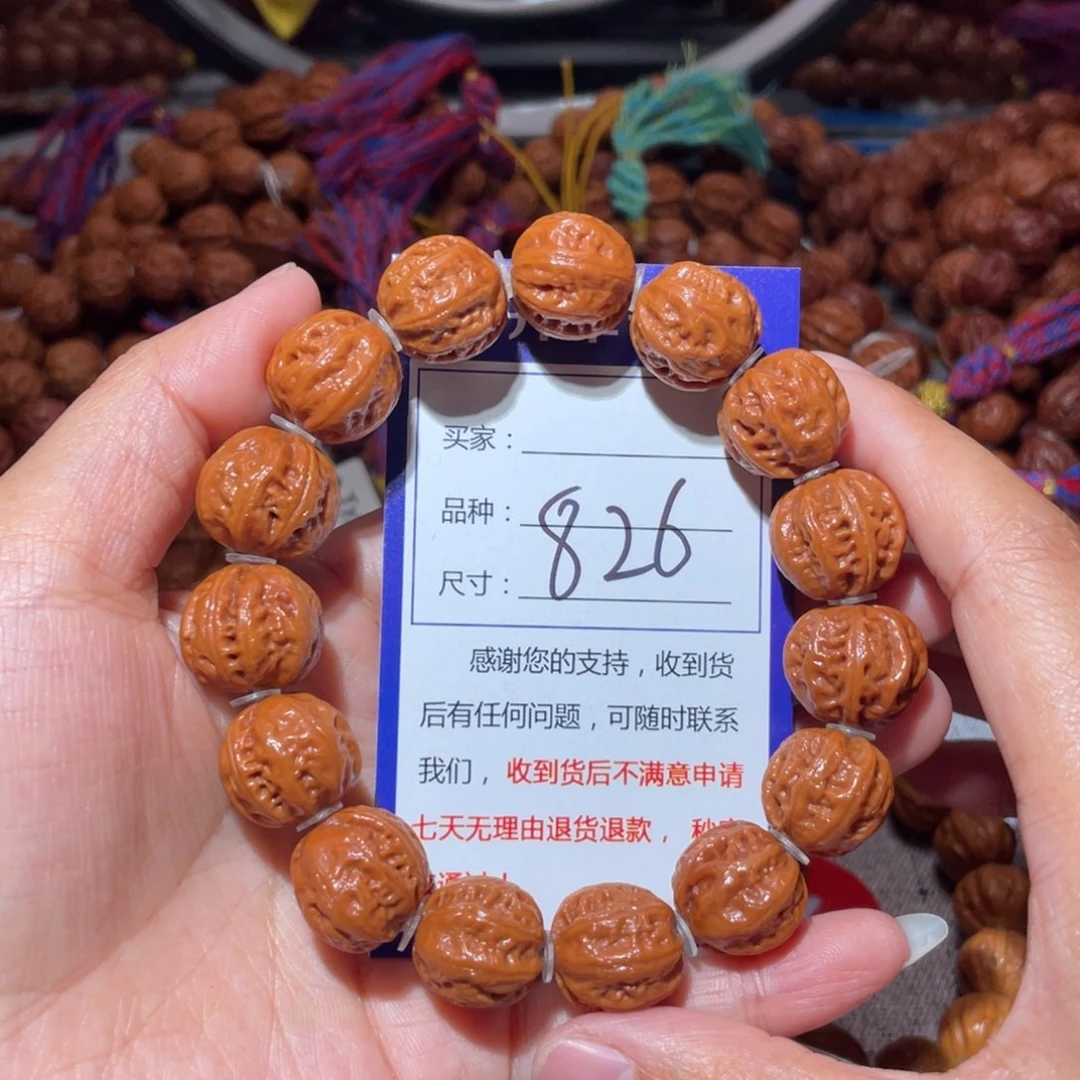 买家：
品种：
826
尺寸：
感谢您的支持，收到货
后有任何问题，可随时联系
我们，收到货后不满意申请
七天无理由退货退款，秒